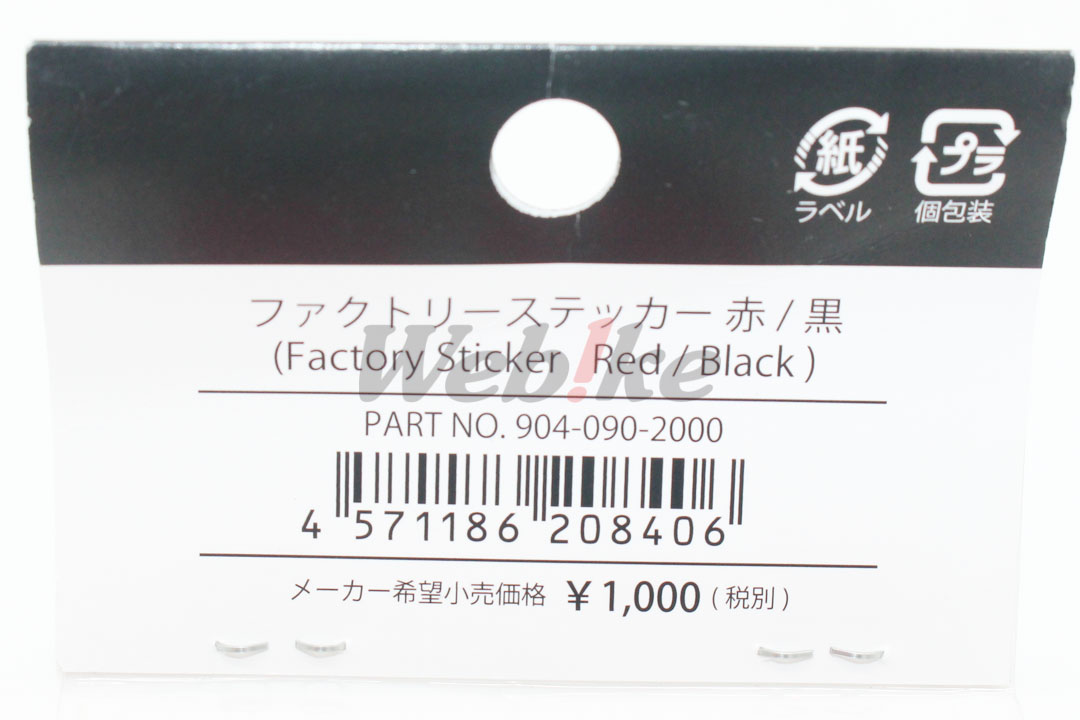 紙 プラ
ラベル 個包装
ファクトリーステッカー 赤 / 黒
(Factory Sticker Red / Black )
Web!ke
PART NO. 904-090-2000
4 571186 208406
メーカー希望小売価格 ¥ 1,000 ( 税別 )